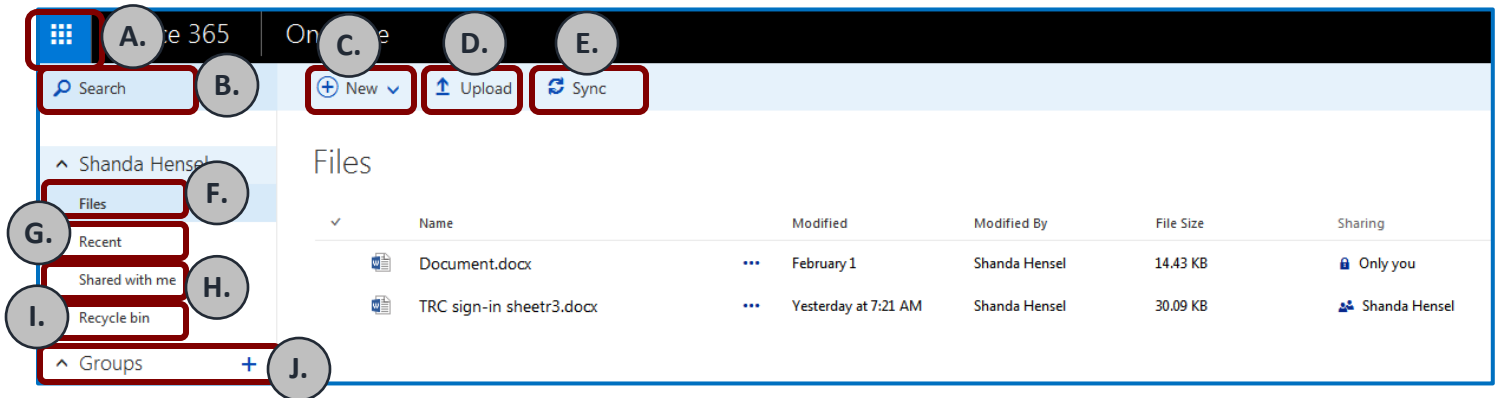 A. ce 365 On e
C. D. E.
Search B. New Upload Sync
Shanda Hensel
Files
F.
Files
Name Modified Modified By File Size Sharing
G.
Recent
Document.docx ... February 1 Shanda Hensel 14.43 KB Only you
Shared with me
H.
TRC sign-in sheetr3.docx ... Yesterday at 7:21 AM Shanda Hensel 30.09 KB Shanda Hensel
I.
Recycle bin
Groups + J.